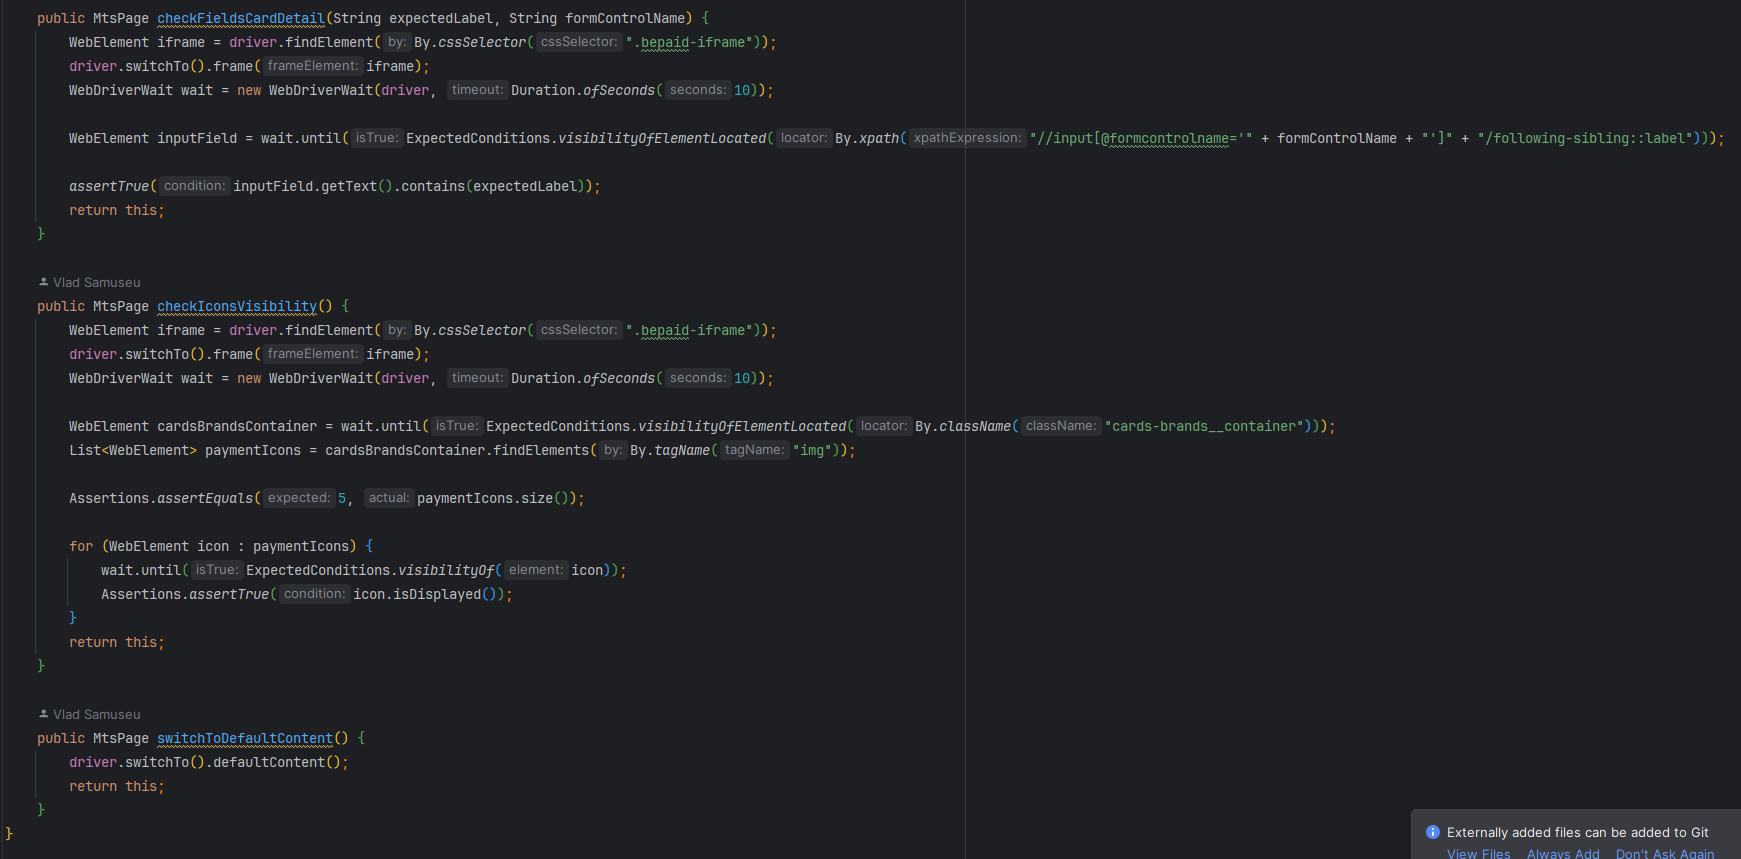 public MtsPage checkFieldsCardDetail(String expectedLabel, String formControlName) {
WebElement iframe = driver.findElement( by: By.cssSelector( cssSelector: ".bepaid-iframe"));
driver.switchTo().frame( frameElement: iframe);
WebDriverWait wait = new WebDriverWait(driver, timeout: Duration.ofSeconds( seconds: 10));
WebElement inputField = wait.until( isTrue: ExpectedConditions.visibilityOfElementLocated( locator: By.xpath( xpathExpression: "//input[@formcontrolname='" + formControlName + "']" + "/following-sibling::label")));
assertTrue( condition: inputField.getText().contains(expectedLabel));
return this;
}
Vlad Samuseu
public MtsPage checkIconsVisibility() {
WebElement iframe = driver.findElement( by: By.cssSelector( cssSelector: ".bepaid-iframe"));
driver.switchTo().frame( frameElement: iframe);
WebDriverWait wait = new WebDriverWait(driver, timeout: Duration.ofSeconds( seconds: 10));
WebElement cardsBrandsContainer = wait.until( isTrue: ExpectedConditions.visibilityOfElementLocated( locator: By.className( className: "cards-brands__container")));
List<WebElement> paymentIcons = cardsBrandsContainer.findElements( by: By.tagName( tagName: "img"));
Assertions.assertEquals( expected: 5, actual: paymentIcons.size());
for (WebElement icon : paymentIcons) {
wait.until( isTrue: ExpectedConditions.visibilityOf( element: icon));
Assertions.assertTrue( condition: icon.isDisplayed());
}
return this;
}
Vlad Samuseu
public MtsPage switchToDefaultContent() {
driver.switchTo().defaultContent();
return this;
}
}
Externally added files can be added to Git
View Files Always Add Don't Ask Again